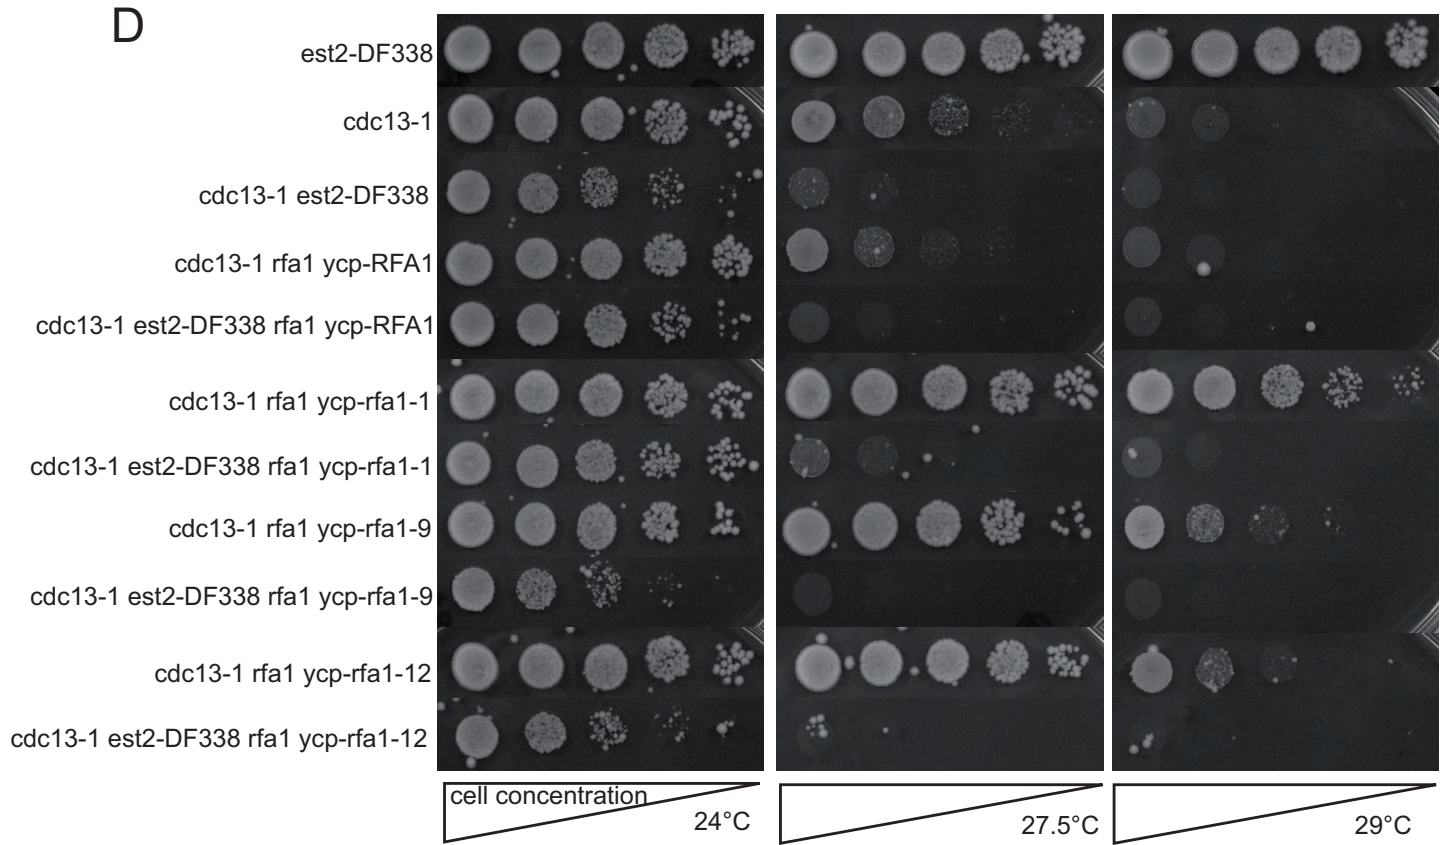 D
est2-DF338
cdc13-1
cdc13-1 est2-DF338
cdc13-1 rfa1 ycp-RFA1
cdc13-1 est2-DF338 rfa1 ycp-RFA1
cdc13-1 rfa1 ycp-rfa1-1
cdc13-1 est2-DF338 rfa1 ycp-rfa1-1
cdc13-1 rfa1 ycp-rfa1-9
cdc13-1 est2-DF338 rfa1 ycp-rfa1-9
cdc13-1 rfa1 ycp-rfa1-12
cdc13-1 est2-DF338 rfa1 ycp-rfa1-12
cell concentration
24°C
27.5°C
29°C